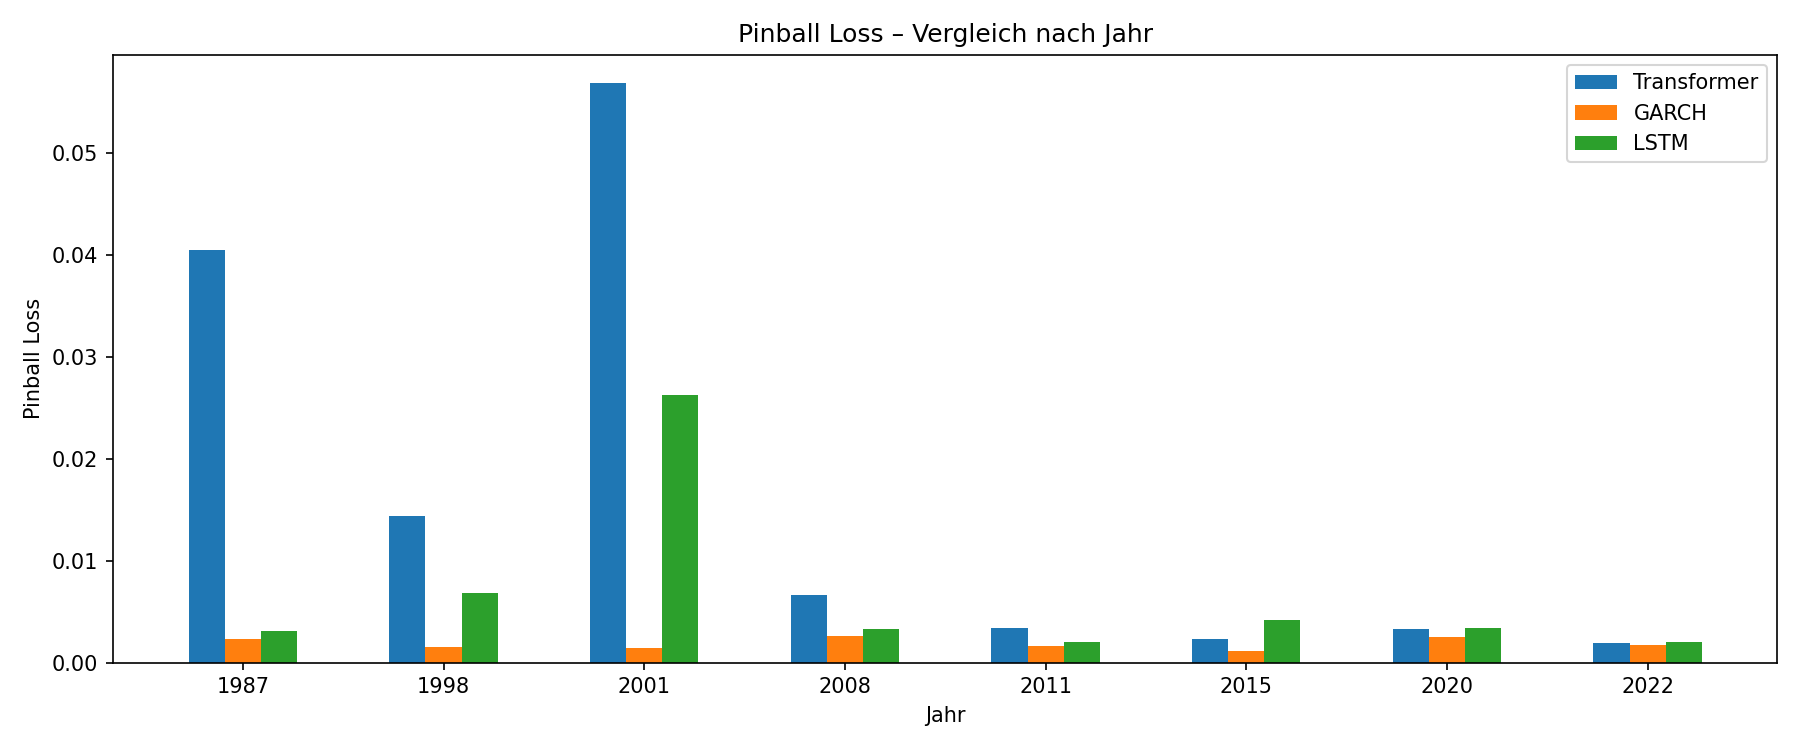 Pinball Loss – Vergleich nach Jahr
Transformer
GARCH
LSTM
Pinball Loss
0.05
0.04
0.03
0.02
0.01
0.00
1987 1998 2001 2008 2011 2015 2020 2022
Jahr